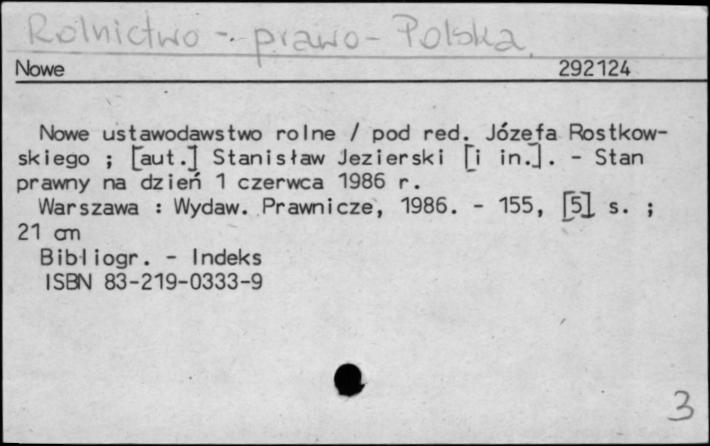 Rolnictwo - prawo - Polska
Nowe 292124
Nowe ustawodawstwo rolne / pod red. Józefa Rostkow-
skiego ; [aut.] Stanisław Jezierski [i in.]. - Stan
prawny na dzień 1 czerwca 1986 r.
Warszawa : Wydaw. Prawnicze, 1986. - 155, [5] s. ;
21 cm
Bibliogr. - Indeks
ISBN 83-219-0333-9
3